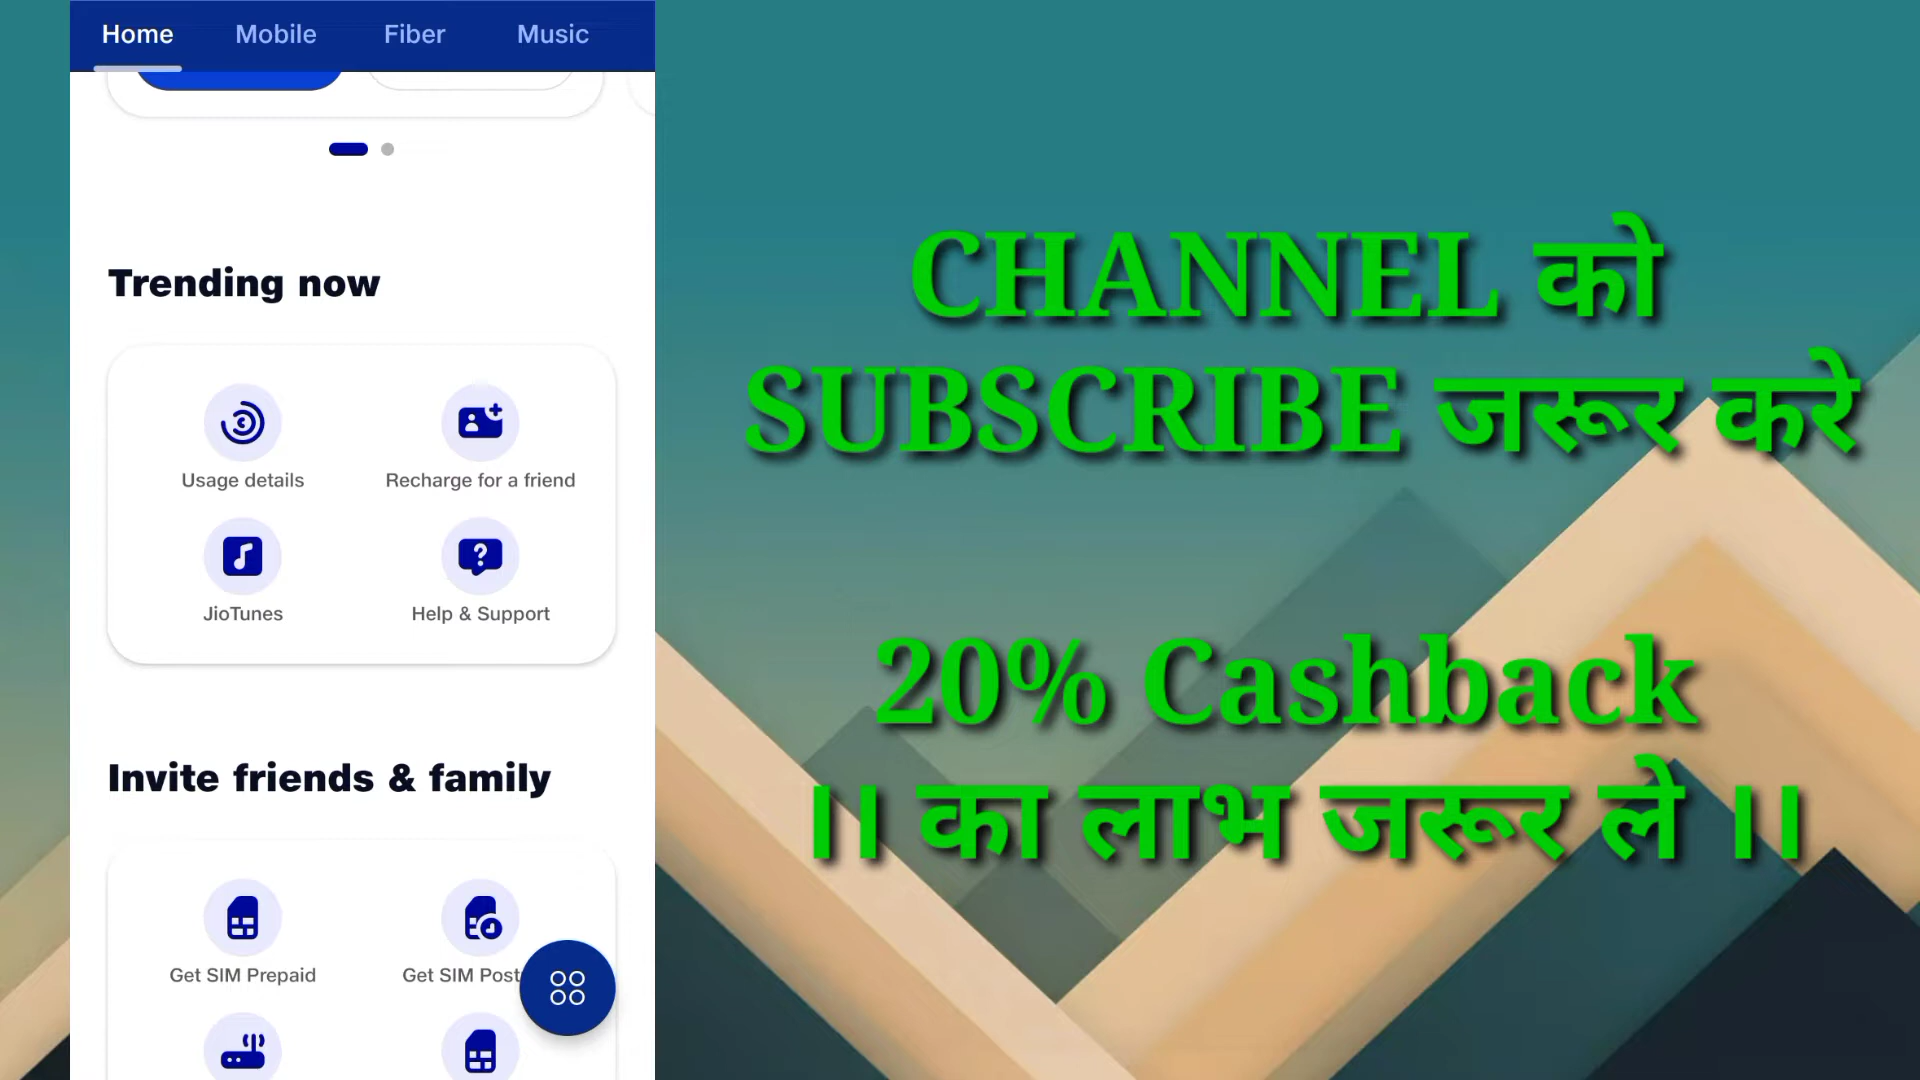 Home Mobile Fiber Music
Trending now
Usage details Recharge for a friend
JioTunes Help & Support
Invite friends & family
Get SIM Prepaid Get SIM Post
CHANNEL को
SUBSCRIBE जरूर करे
20% Cashback
।। का लाभ जरूर ले ।।